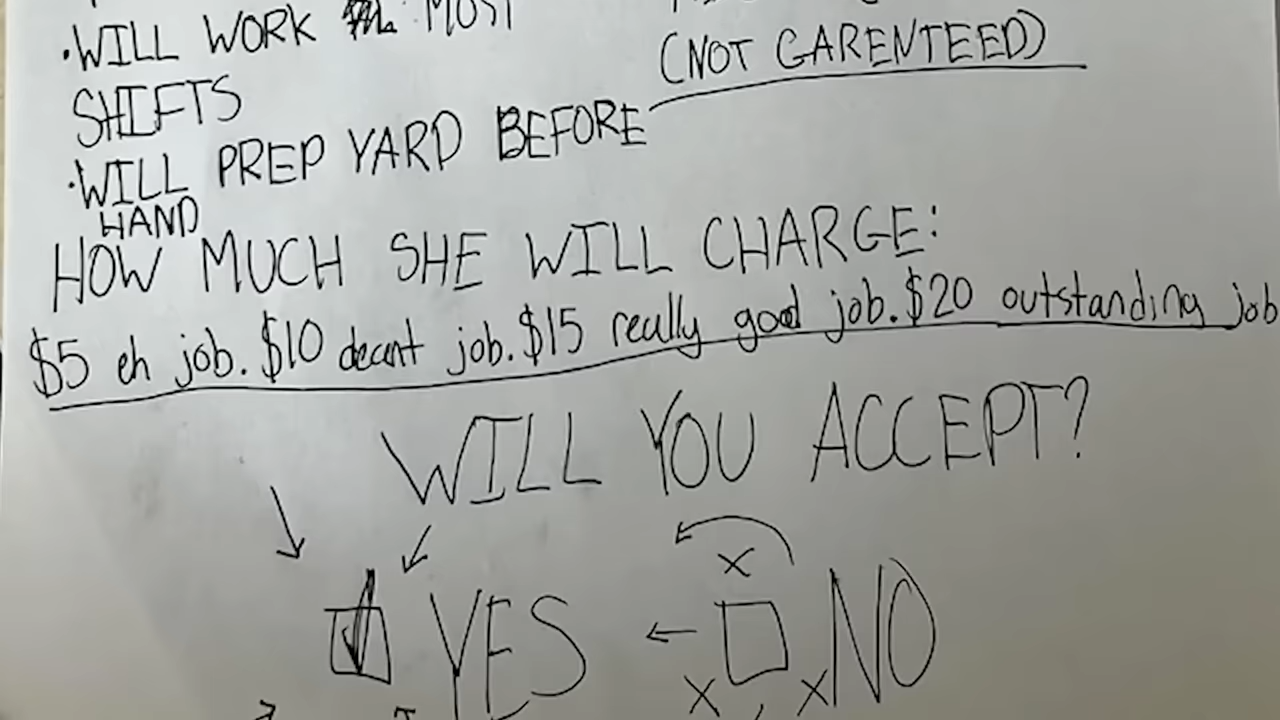 ·WILL WORK MOST
SHIFTS
(NOT GARENTEED)
·WILL PREP YARD BEFORE
HAND
HOW MUCH SHE WILL CHARGE:
$5 eh job. $10 decant job. $15 really good job. $20 outstanding job
WILL YOU ACCEPT?
YES
NO